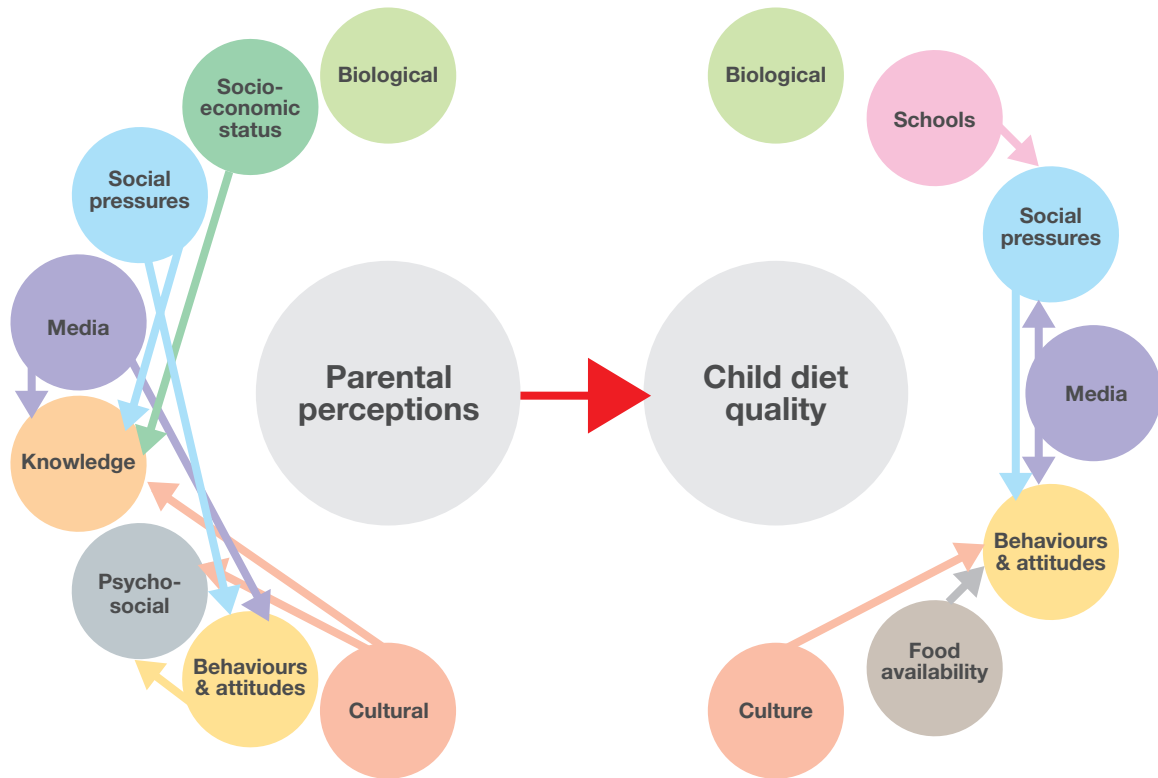 Biological
Socio-
economic
status
Social
pressures
Media
Knowledge
Psycho-
social
Behaviours
& attitudes
Cultural
Parental
perceptions
Child diet
quality
Biological
Schools
Social
pressures
Media
Behaviours
& attitudes
Food
availability
Culture